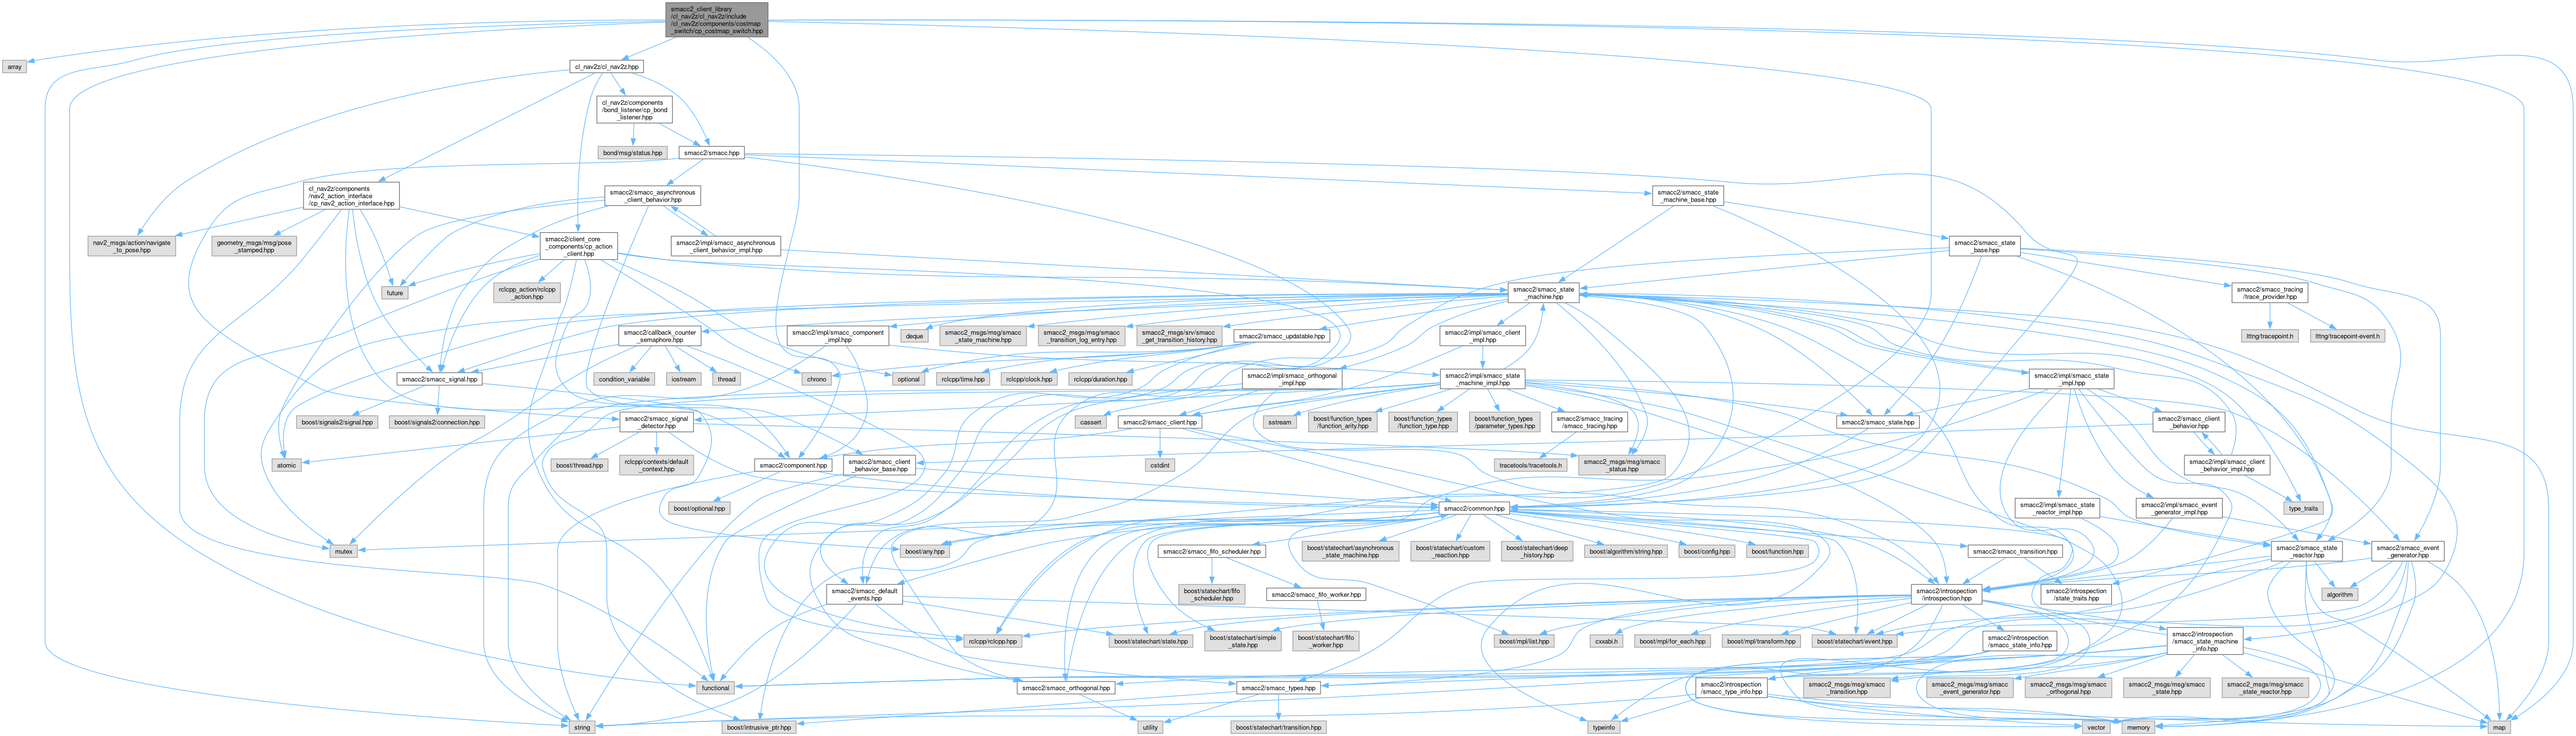 smacc2_client_library
/cl_nav2z/cl_nav2z/include
/cl_nav2z/components/costmap
_switch/cp_costmap_switch.hpp
array
cl_nav2z/cl_nav2z.hpp
cl_nav2z/components
/bond_listener/cp_bond
_listener.hpp
bond/msg/status.hpp
smacc2/smacc.hpp
cl_nav2z/components
/nav2_action_interface
/cp_nav2_action_interface.hpp
smacc2/smacc_asynchronous
_client_behavior.hpp
smacc2/smacc_state
_machine_base.hpp
nav2_msgs/action/navigate
_to_pose.hpp
geometry_msgs/msg/pose
_stamped.hpp
smacc2/client_core
_components/cp_action
_client.hpp
smacc2/impl/smacc_asynchronous
_client_behavior_impl.hpp
smacc2/smacc_state
_base.hpp
future
rclcpp_action/rclcpp
_action.hpp
smacc2/smacc_state
_machine.hpp
smacc2/smacc_tracing
/trace_provider.hpp
smacc2/callback_counter
_semaphore.hpp
smacc2/impl/smacc_component
_impl.hpp
deque
smacc2_msgs/msg/smacc
_state_machine.hpp
smacc2_msgs/msg/smacc
_transition_log_entry.hpp
smacc2_msgs/srv/smacc
_get_transition_history.hpp
smacc2/smacc_updatable.hpp
smacc2/impl/smacc_client
_impl.hpp
lttng/tracepoint.h
lttng/tracepoint-event.h
smacc2/smacc_signal.hpp
condition_variable
iostream
thread
chrono
optional
rclcpp/time.hpp
rclcpp/clock.hpp
rclcpp/duration.hpp
smacc2/impl/smacc_orthogonal
_impl.hpp
smacc2/impl/smacc_state
_machine_impl.hpp
smacc2/impl/smacc_state
_impl.hpp
boost/signals2/signal.hpp
boost/signals2/connection.hpp
smacc2/smacc_signal
_detector.hpp
cassert
smacc2/smacc_client.hpp
sstream
boost/function_types
/function_arity.hpp
boost/function_types
/function_type.hpp
boost/function_types
/parameter_types.hpp
smacc2/smacc_tracing
/smacc_tracing.hpp
smacc2/smacc_state.hpp
smacc2/smacc_client
_behavior.hpp
atomic
boost/thread.hpp
rclcpp/contexts/default
_context.hpp
smacc2/component.hpp
smacc2/smacc_client
_behavior_base.hpp
cstdint
tracetools/tracetools.h
smacc2_msgs/msg/smacc
_status.hpp
smacc2/impl/smacc_client
_behavior_impl.hpp
boost/optional.hpp
smacc2/common.hpp
smacc2/impl/smacc_state
_reactor_impl.hpp
smacc2/impl/smacc_event
_generator_impl.hpp
type_traits
mutex
boost/any.hpp
smacc2/smacc_fifo_scheduler.hpp
boost/statechart/asynchronous
_state_machine.hpp
boost/statechart/custom
_reaction.hpp
boost/statechart/deep
_history.hpp
boost/algorithm/string.hpp
boost/config.hpp
boost/function.hpp
smacc2/smacc_transition.hpp
smacc2/smacc_state
_reactor.hpp
smacc2/smacc_event
_generator.hpp
smacc2/smacc_default
_events.hpp
boost/statechart/fifo
_scheduler.hpp
smacc2/smacc_fifo_worker.hpp
smacc2/introspection
/introspection.hpp
smacc2/introspection
/state_traits.hpp
algorithm
rclcpp/rclcpp.hpp
boost/statechart/state.hpp
boost/statechart/simple
_state.hpp
boost/statechart/fifo
_worker.hpp
boost/mpl/list.hpp
cxxabi.h
boost/mpl/for_each.hpp
boost/mpl/transform.hpp
boost/statechart/event.hpp
smacc2/introspection
/smacc_state_info.hpp
smacc2/introspection
/smacc_state_machine
_info.hpp
functional
smacc2/smacc_orthogonal.hpp
smacc2/smacc_types.hpp
smacc2/introspection
/smacc_type_info.hpp
smacc2_msgs/msg/smacc
_transition.hpp
smacc2_msgs/msg/smacc
_event_generator.hpp
smacc2_msgs/msg/smacc
_orthogonal.hpp
smacc2_msgs/msg/smacc
_state.hpp
smacc2_msgs/msg/smacc
_state_reactor.hpp
string
boost/intrusive_ptr.hpp
utility
boost/statechart/transition.hpp
typeinfo
vector
memory
map